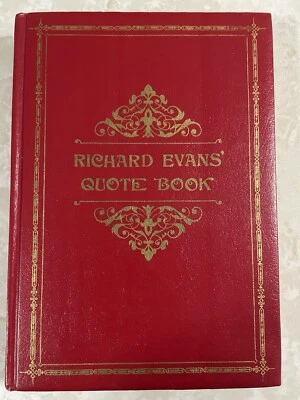 RICHARD EVANS'
QUOTE BOOK